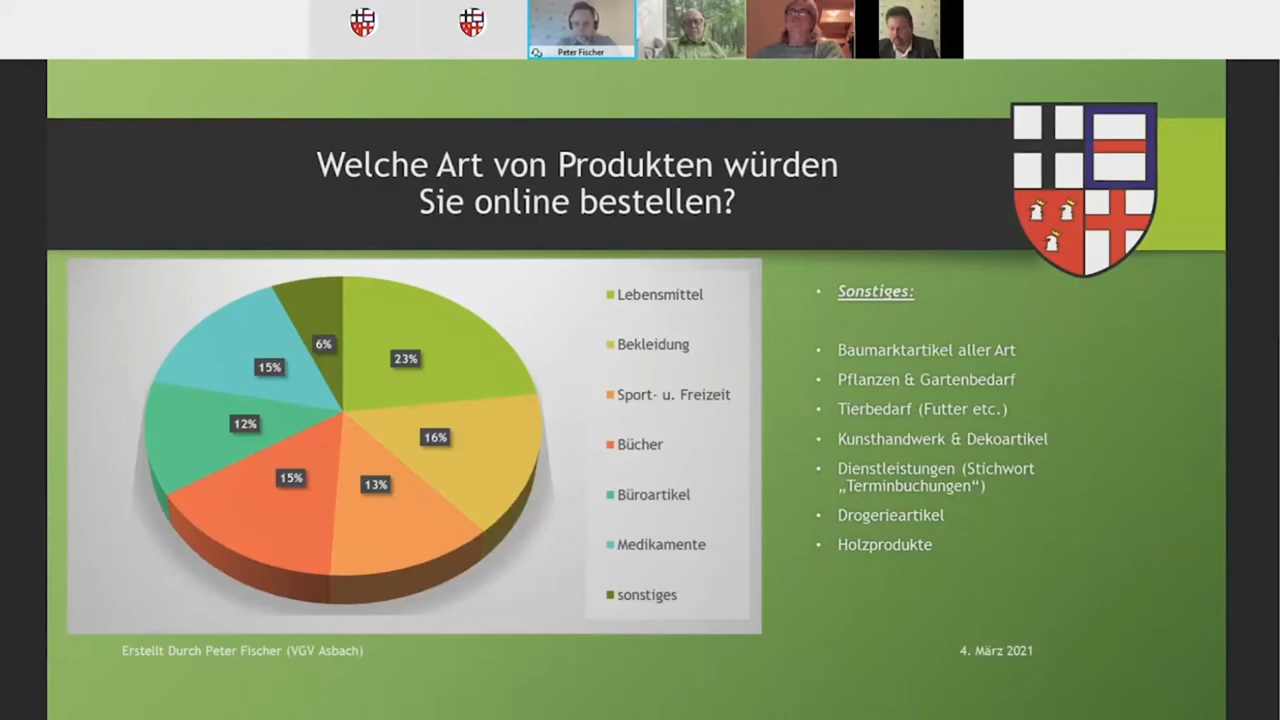 Peter Fischer
Welche Art von Produkten würden
Sie online bestellen?
23%
16%
13%
15%
12%
15%
6%
Lebensmittel
Bekleidung
Sport- u. Freizeit
Bücher
Büroartikel
Medikamente
sonstiges
• Sonstiges:
• Baumarktartikel aller Art
• Pflanzen & Gartenbedarf
• Tierbedarf (Futter etc.)
• Kunsthandwerk & Dekoartikel
• Dienstleistungen (Stichwort
„Terminbuchungen“)
• Drogerieartikel
• Holzprodukte
Erstellt Durch Peter Fischer (VGV Asbach)
4. März 2021